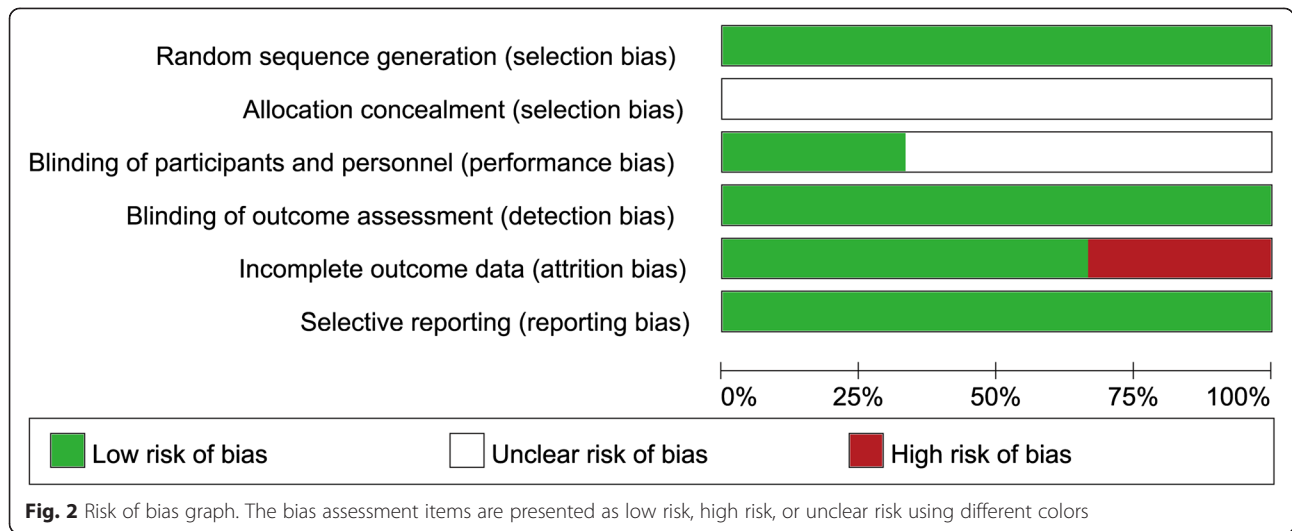 Random sequence generation (selection bias)
Allocation concealment (selection bias)
Blinding of participants and personnel (performance bias)
Blinding of outcome assessment (detection bias)
Incomplete outcome data (attrition bias)
Selective reporting (reporting bias)
0% 25% 50% 75% 100%
Low risk of bias Unclear risk of bias High risk of bias
Fig. 2 Risk of bias graph. The bias assessment items are presented as low risk, high risk, or unclear risk using different colors